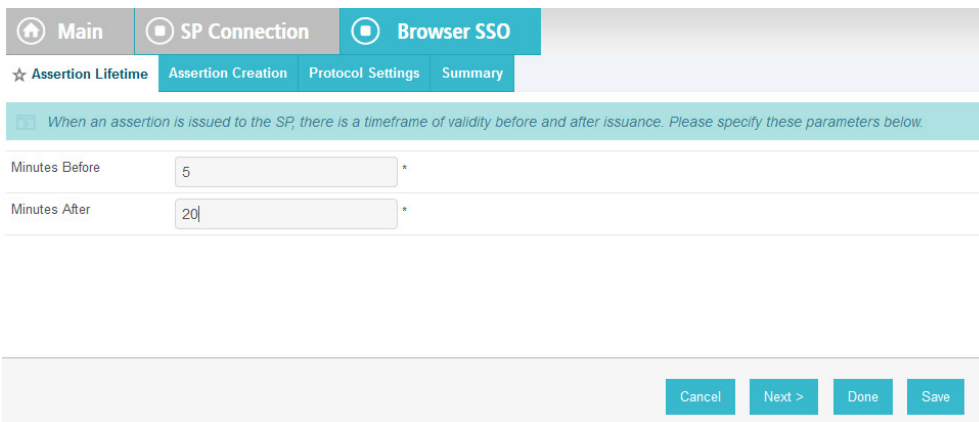 Main SP Connection Browser SSO
Assertion Lifetime Assertion Creation Protocol Settings Summary
When an assertion is issued to the SP, there is a timeframe of validity before and after issuance. Please specify these parameters below.
Minutes Before 5 *
Minutes After 20 *
Cancel Next > Done Save